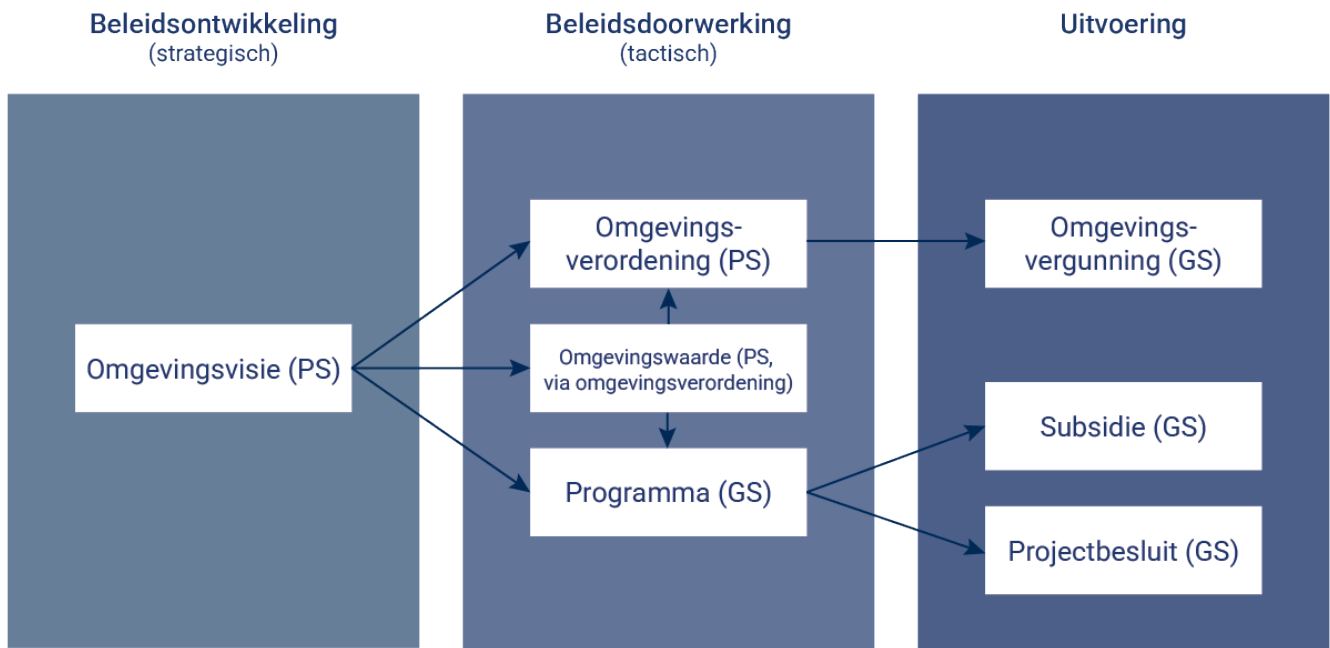 Beleidsontwikkeling
(strategisch)
Beleidsdoorwerking
(tactisch)
Uitvoering
Omgevingsvisie (PS)
Omgevings-
verordening (PS)
Omgevingswaarde (PS,
via omgevingsverordening)
Programma (GS)
Omgevings-
vergunning (GS)
Subsidie (GS)
Projectbesluit (GS)